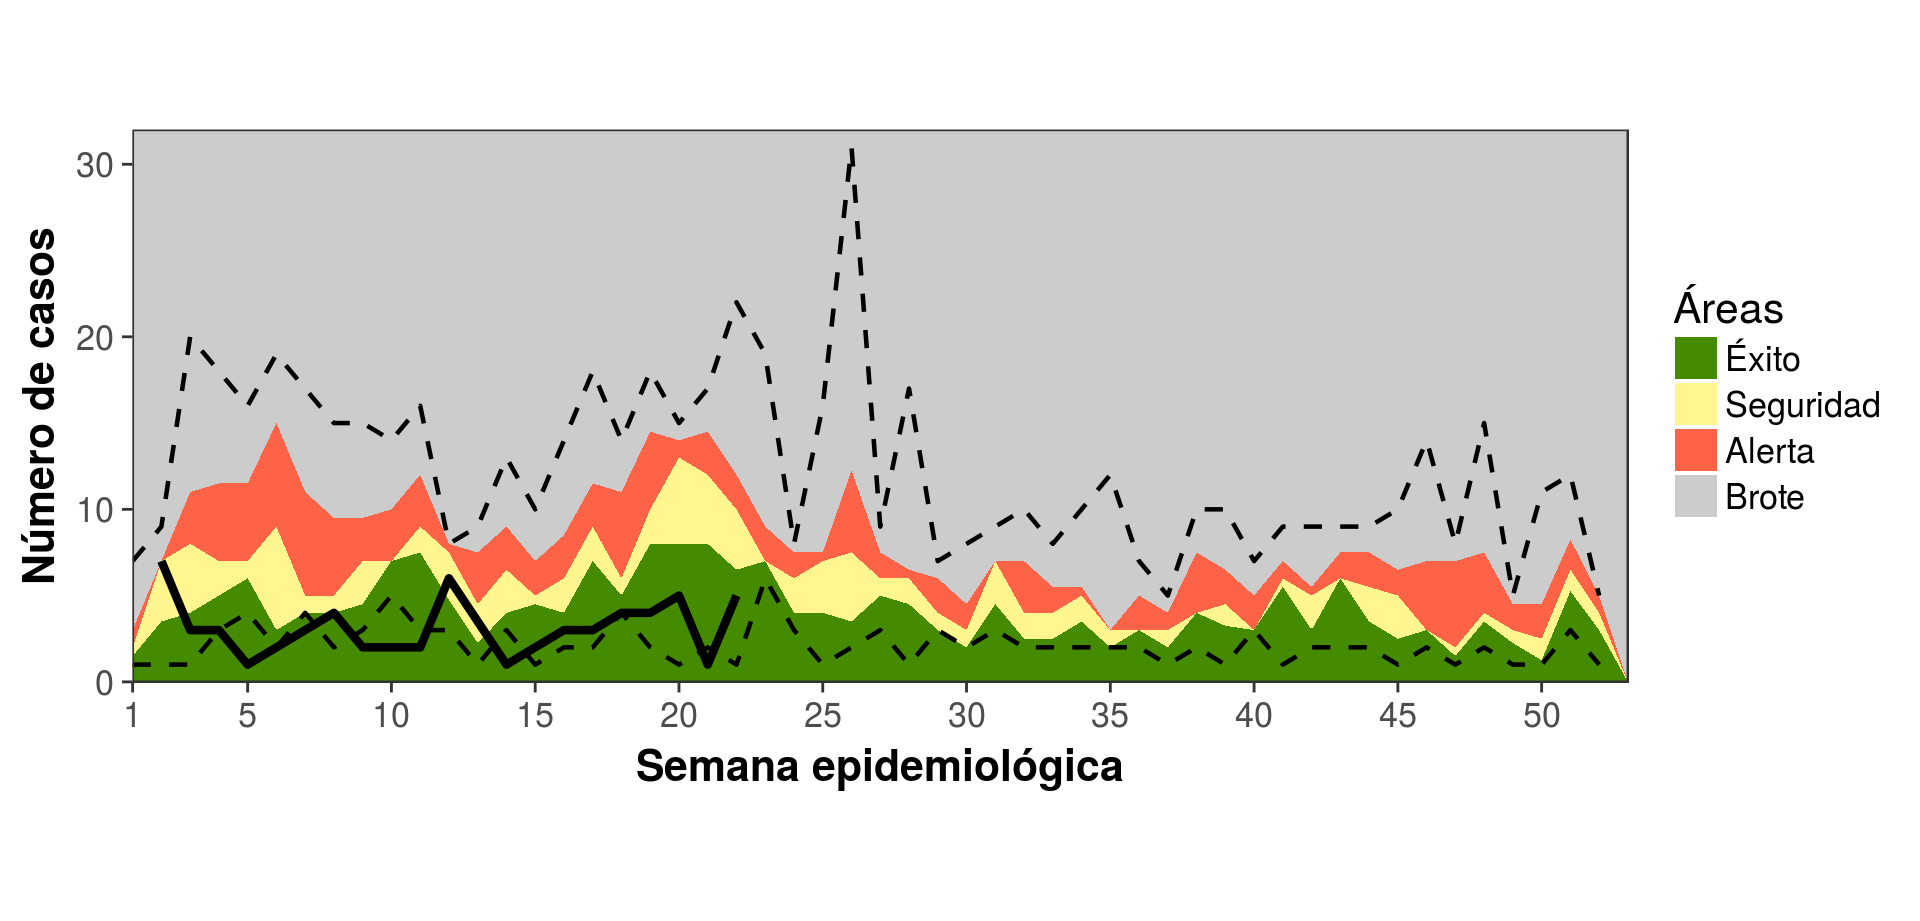 30
20
10
0
Número de casos
1 5 10 15 20 25 30 35 40 45 50
Semana epidemiológica
Áreas
Éxito
Seguridad
Alerta
Brote